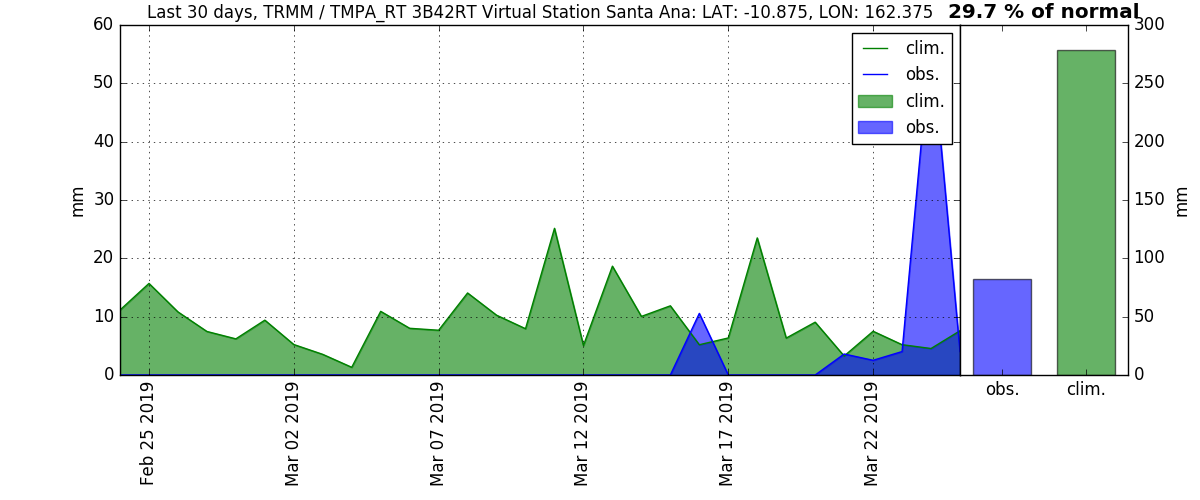 Last 30 days, TRMM / TMPA_RT 3B42RT Virtual Station Santa Ana: LAT: -10.875, LON: 162.375
29.7 % of normal
60
50
40
30
20
10
0
mm
clim.
obs.
clim.
obs.
300
250
200
150
100
50
0
mm
Feb 25 2019
Mar 02 2019
Mar 07 2019
Mar 12 2019
Mar 17 2019
Mar 22 2019
obs.
clim.